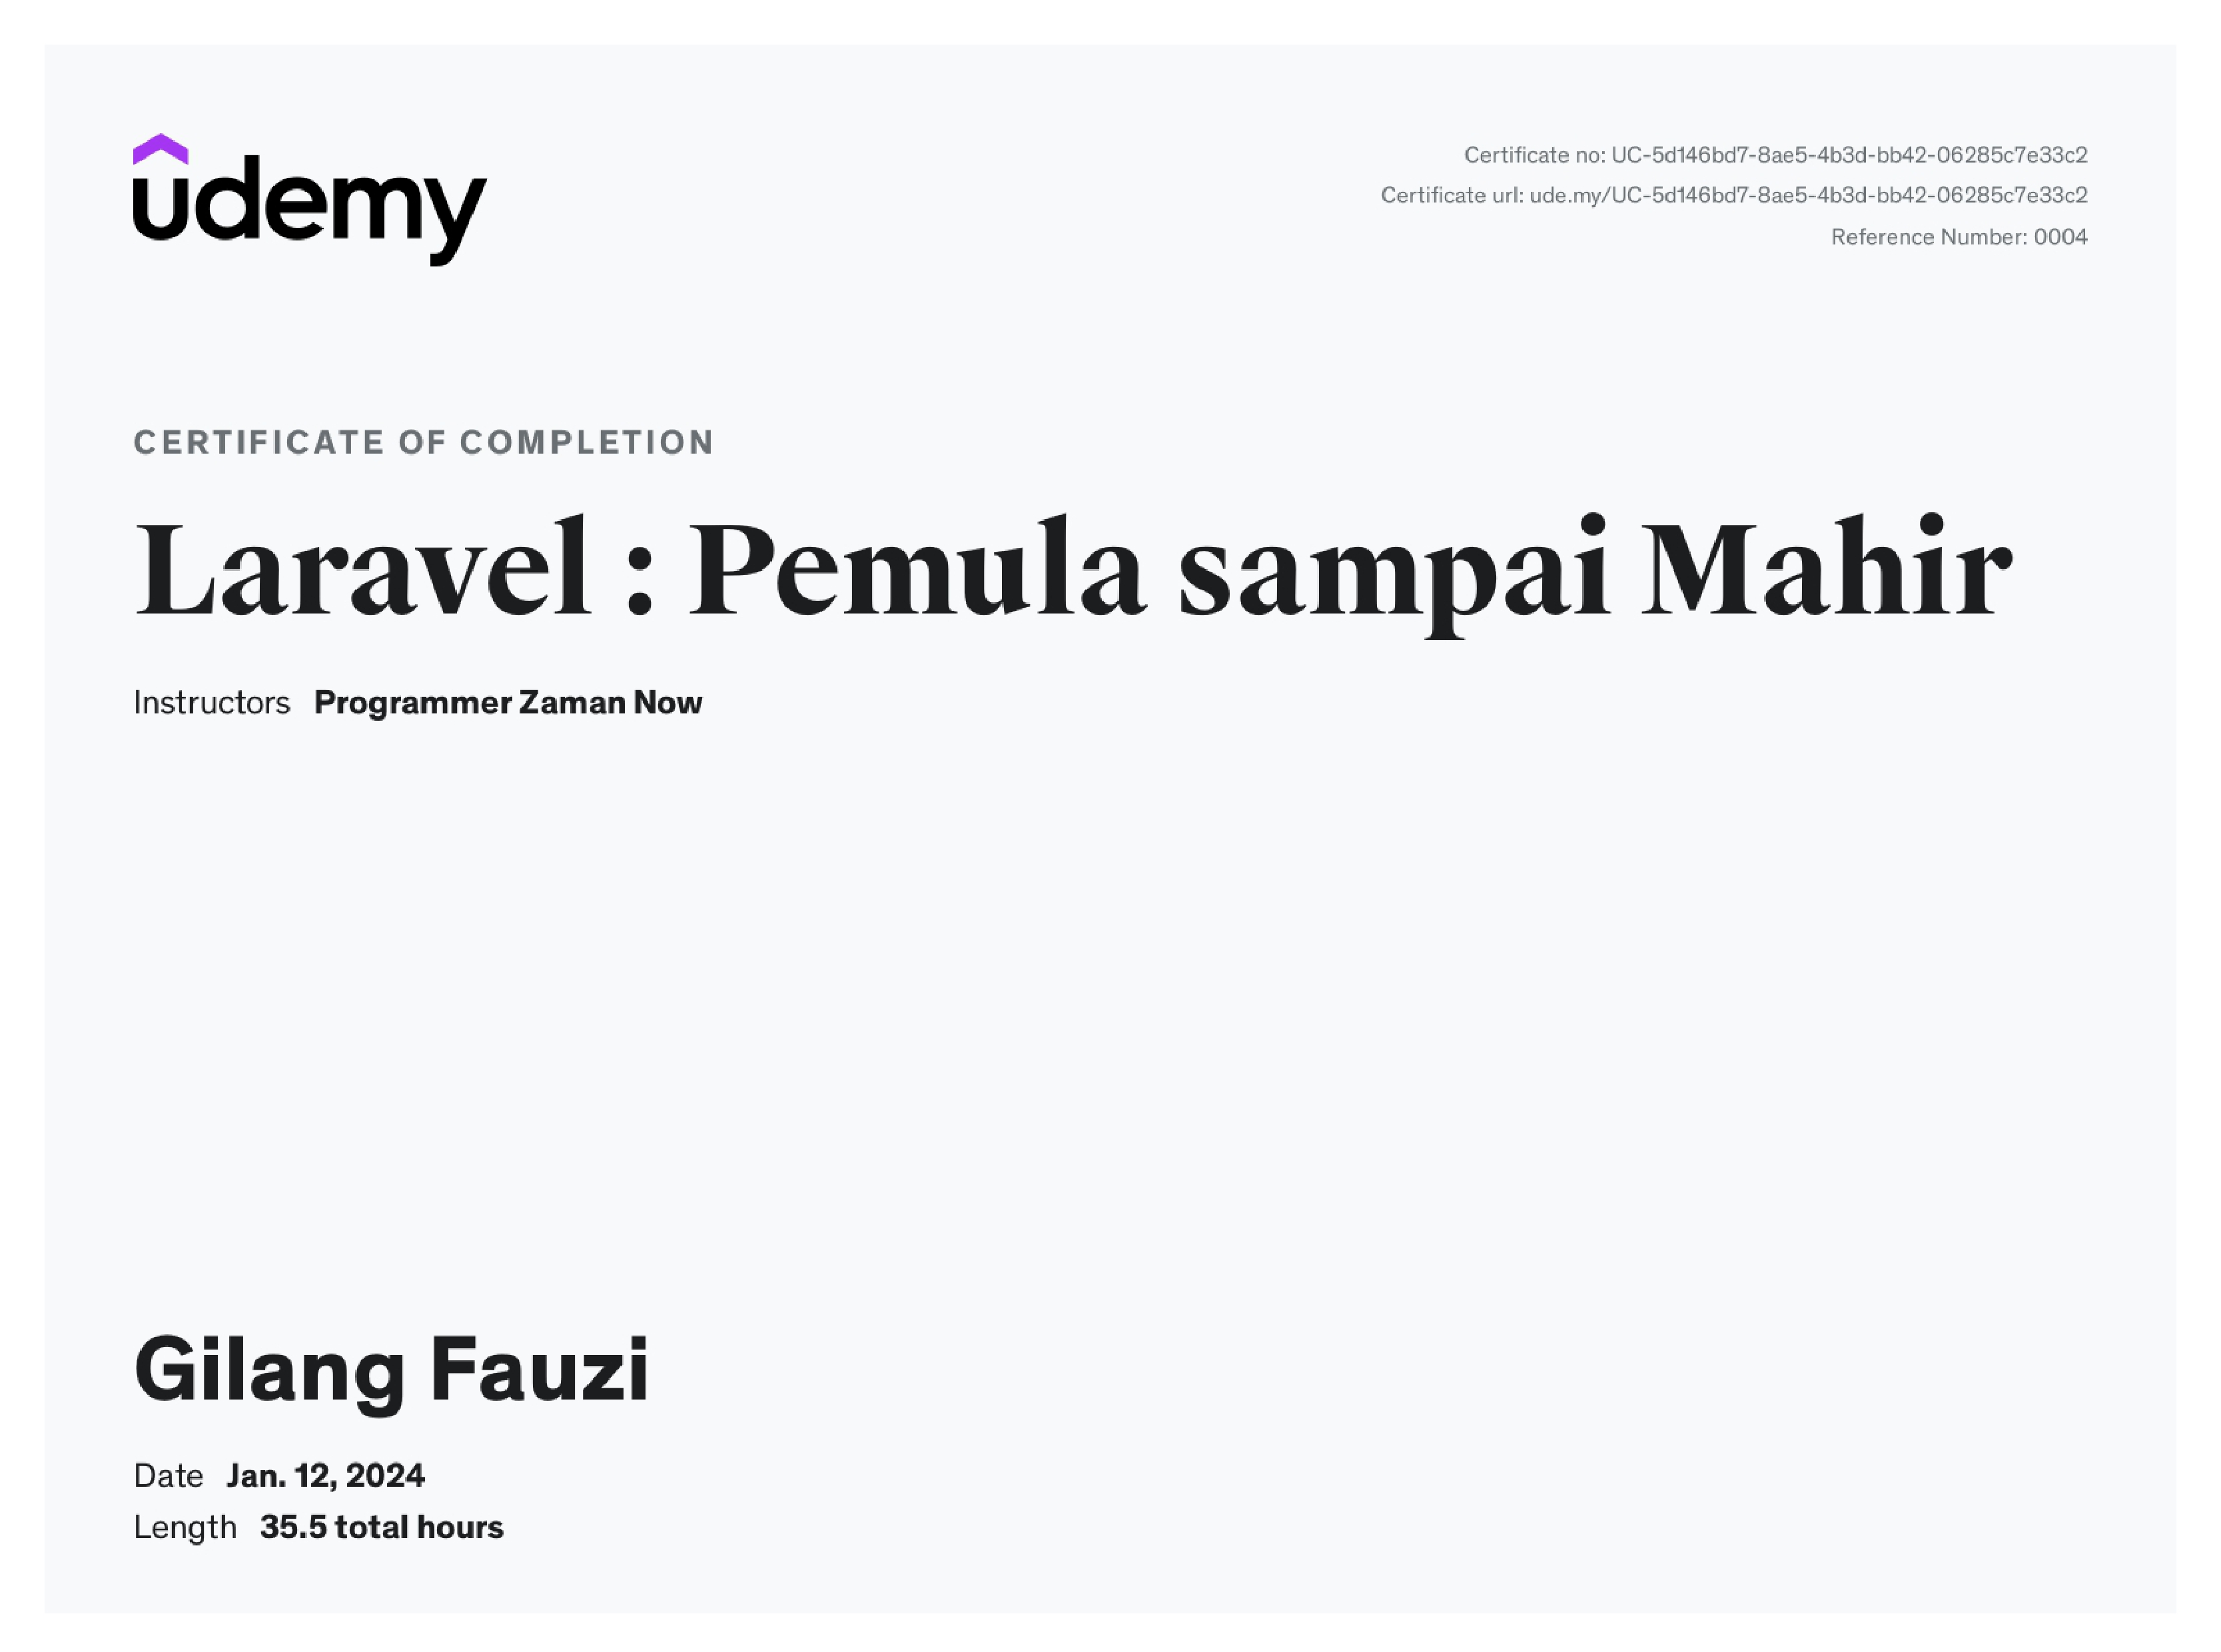 udemy
Certificate no: UC-5d146bd7-8ae5-4b3d-bb42-06285c7e33c2
Certificate url: ude.my/UC-5d146bd7-8ae5-4b3d-bb42-06285c7e33c2
Reference Number: 0004
CERTIFICATE OF COMPLETION
Laravel : Pemula sampai Mahir
Instructors Programmer Zaman Now
Gilang Fauzi
Date Jan. 12, 2024
Length 35.5 total hours